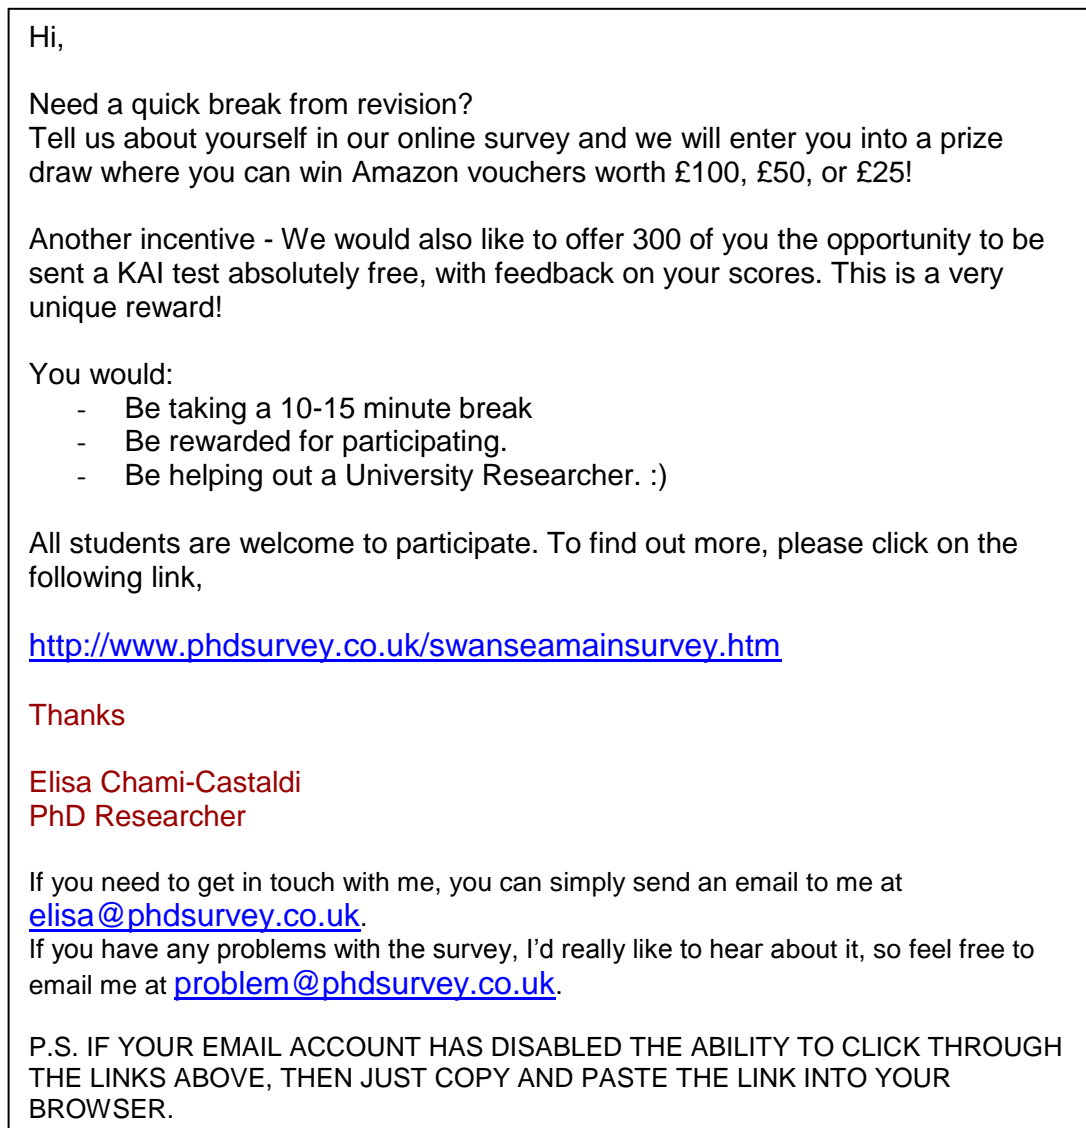 Hi,
Need a quick break from revision?
Tell us about yourself in our online survey and we will enter you into a prize
draw where you can win Amazon vouchers worth £100, £50, or £25!
Another incentive - We would also like to offer 300 of you the opportunity to be
sent a KAI test absolutely free, with feedback on your scores. This is a very
unique reward!
You would:
- Be taking a 10-15 minute break
- Be rewarded for participating.
- Be helping out a University Researcher. :)
All students are welcome to participate. To find out more, please click on the
following link,
http://www.phdsurvey.co.uk/swanseamainsurvey.htm
Thanks
Elisa Chami-Castaldi
PhD Researcher
If you need to get in touch with me, you can simply send an email to me at
elisa@phdsurvey.co.uk.
If you have any problems with the survey, I’d really like to hear about it, so feel free to
email me at problem@phdsurvey.co.uk.
P.S. IF YOUR EMAIL ACCOUNT HAS DISABLED THE ABILITY TO CLICK THROUGH
THE LINKS ABOVE, THEN JUST COPY AND PASTE THE LINK INTO YOUR
BROWSER.